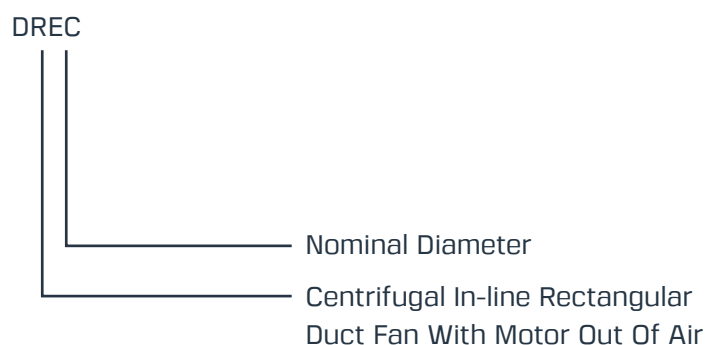 DREC
Nominal Diameter
Centrifugal In-line Rectangular
Duct Fan With Motor Out Of Air